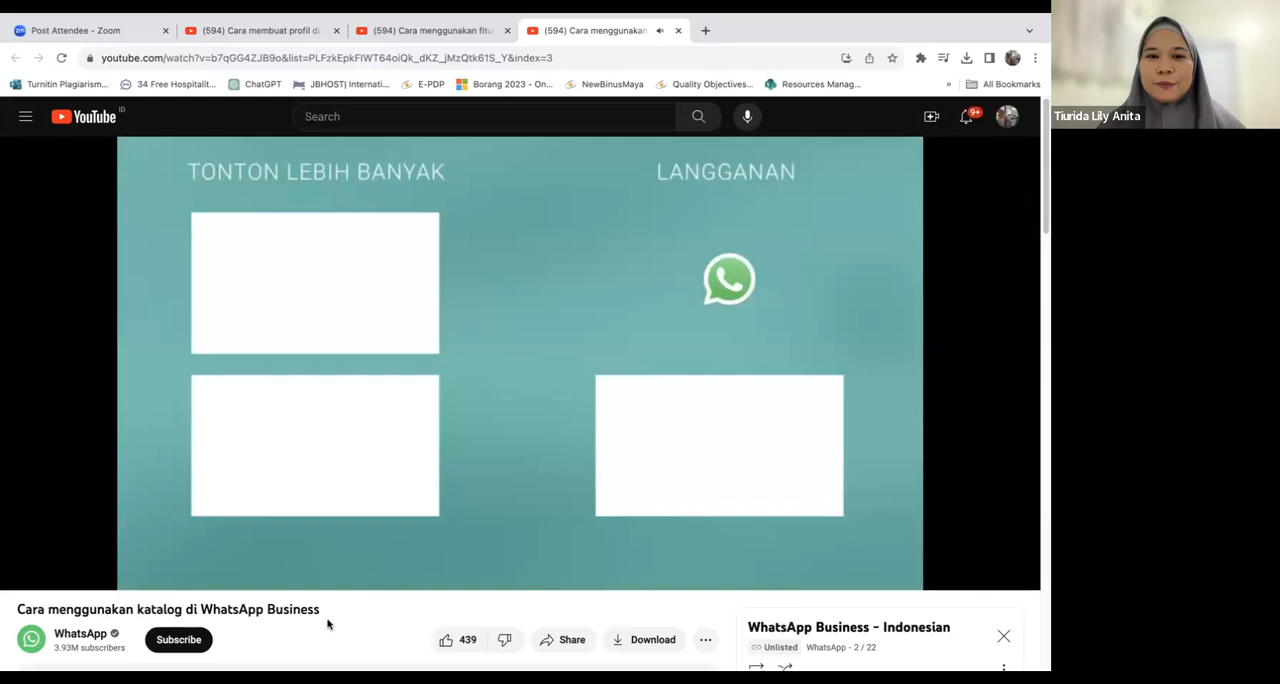 Post Attendee - Zoom
(594) Cara membuat profil di
(594) Cara menggunakan fitu
(594) Cara menggunakan
youtube.com/watch?v=b7qGG4ZJB9o&list=PLFzkEpkFIWT64oiQk_dKZ_jMzQtk61S_Y&index=3
Turnitin Plagiarism...
34 Free Hospitalit...
ChatGPT
JBHOST| Internati...
E-PDP
Borang 2023 - On...
NewBinusMaya
Quality Objectives...
Resources Manag...
»
All Bookmarks
YouTube ID
Search
9+
Tiurida Lily Anita
TONTON LEBIH BANYAK
LANGGANAN
Cara menggunakan katalog di WhatsApp Business
WhatsApp
3.93M subscribers
Subscribe
439
Share
Download
WhatsApp Business - Indonesian
Unlisted
WhatsApp - 2 / 22